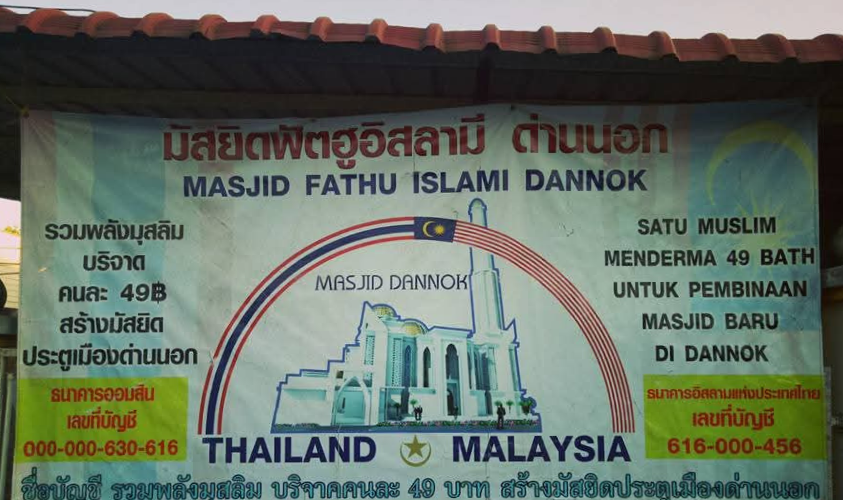 มัสยิดฟัตฮูอิสลามี ด่านนอก
MASJID FATHU ISLAMI DANNOK
รวมพลังมุสลิม
บริจาด
คนละ 49฿
สร้างมัสยิด
ประตูเมืองด่านนอก
ธนาคารออมสิน
เลขที่บัญชี
000-000-630-616
MASJID DANNOK
THAILAND MALAYSIA
SATU MUSLIM
MENDERMA 49 BATH
UNTUK PEMBINAAN
MASJID BARU
DI DANNOK
ธนาคารอิสลามแห่งประเทศไทย
เลขที่บัญชี
616-000-456
ชื่อบัญชี รวมพลังมุสลิม บริจาคคนละ 49 บาท สร้างมัสยิดประตูเมืองด่านนอก